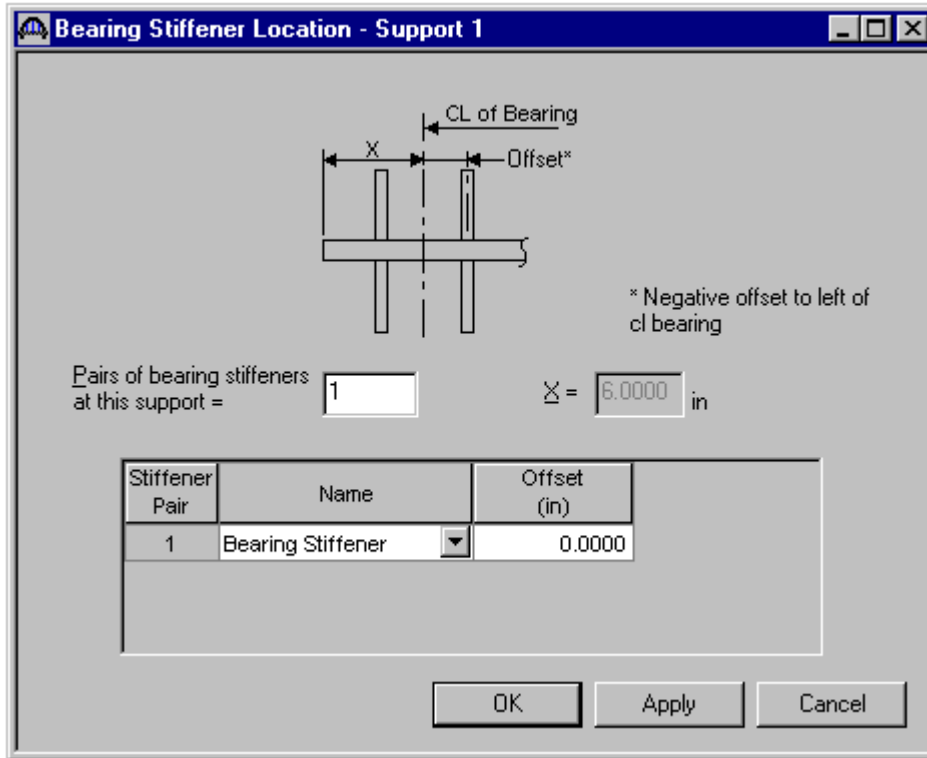 Bearing Stiffener Location - Support 1
CL of Bearing
X
Offset*
* Negative offset to left of
cl bearing
Pairs of bearing stiffeners
at this support =
1
X =
6.0000
in
Stiffener
Pair
Name
Offset
(in)
1
Bearing Stiffener
0.0000
OK
Apply
Cancel